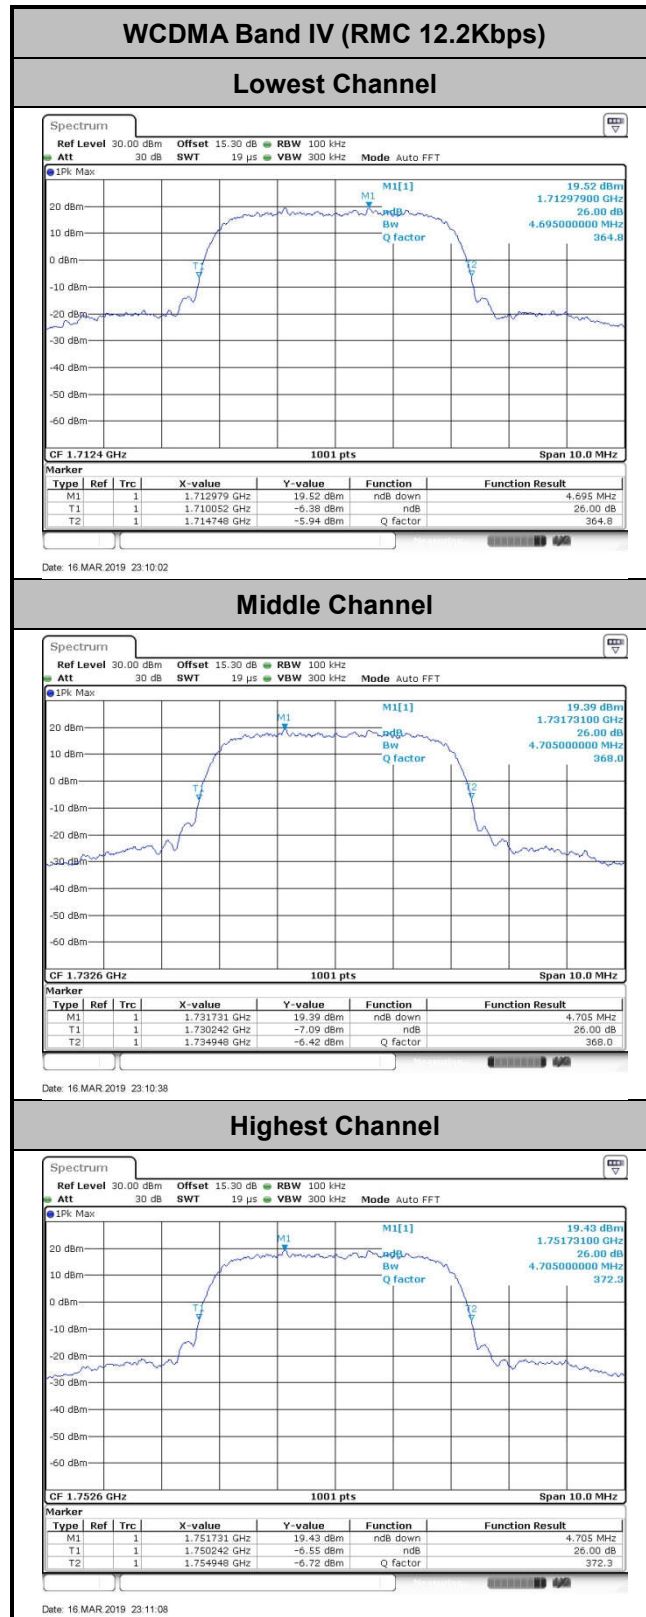 WCDMA Band IV (RMC 12.2Kbps)
Lowest Channel
Spectrum
Ref Level 30.00 dBm Offset 15.30 dB RBW 100 kHz
Att 30 dB SWT 19 µs VBW 300 kHz Mode Auto FFT
1Pk Max
M1[1] 19.52 dBm
M1 1.71297900 GHz
20 dBm ndB 26.00 dB
Bw 4.695000000 MHz
10 dBm Q factor 364.8
0 dBm
T1 T2
-10 dBm
-20 dBm
-30 dBm
-40 dBm
-50 dBm
-60 dBm
CF 1.7124 GHz 1001 pts Span 10.0 MHz
Marker
Type Ref Trc X-value Y-value Function Function Result
M1 1 1.712979 GHz 19.52 dBm ndB down 4.695 MHz
T1 1 1.710052 GHz -6.38 dBm ndB 26.00 dB
T2 1 1.714748 GHz -5.94 dBm Q factor 364.8
Date: 16.MAR.2019 23:10:02
Middle Channel
Spectrum
Ref Level 30.00 dBm Offset 15.30 dB RBW 100 kHz
Att 30 dB SWT 19 µs VBW 300 kHz Mode Auto FFT
1Pk Max
M1[1] 19.39 dBm
M1 1.73173100 GHz
20 dBm ndB 26.00 dB
Bw 4.705000000 MHz
10 dBm Q factor 368.0
0 dBm
T1 T2
-10 dBm
-20 dBm
-30 dBm
-40 dBm
-50 dBm
-60 dBm
CF 1.7326 GHz 1001 pts Span 10.0 MHz
Marker
Type Ref Trc X-value Y-value Function Function Result
M1 1 1.731731 GHz 19.39 dBm ndB down 4.705 MHz
T1 1 1.730242 GHz -7.09 dBm ndB 26.00 dB
T2 1 1.734948 GHz -6.42 dBm Q factor 368.0
Date: 16.MAR.2019 23:10:38
Highest Channel
Spectrum
Ref Level 30.00 dBm Offset 15.30 dB RBW 100 kHz
Att 30 dB SWT 19 µs VBW 300 kHz Mode Auto FFT
1Pk Max
M1[1] 19.43 dBm
M1 1.75173100 GHz
20 dBm ndB 26.00 dB
Bw 4.705000000 MHz
10 dBm Q factor 372.3
0 dBm
T1 T2
-10 dBm
-20 dBm
-30 dBm
-40 dBm
-50 dBm
-60 dBm
CF 1.7526 GHz 1001 pts Span 10.0 MHz
Marker
Type Ref Trc X-value Y-value Function Function Result
M1 1 1.751731 GHz 19.43 dBm ndB down 4.705 MHz
T1 1 1.750242 GHz -6.55 dBm ndB 26.00 dB
T2 1 1.754948 GHz -6.72 dBm Q factor 372.3
Date: 16.MAR.2019 23:11:08